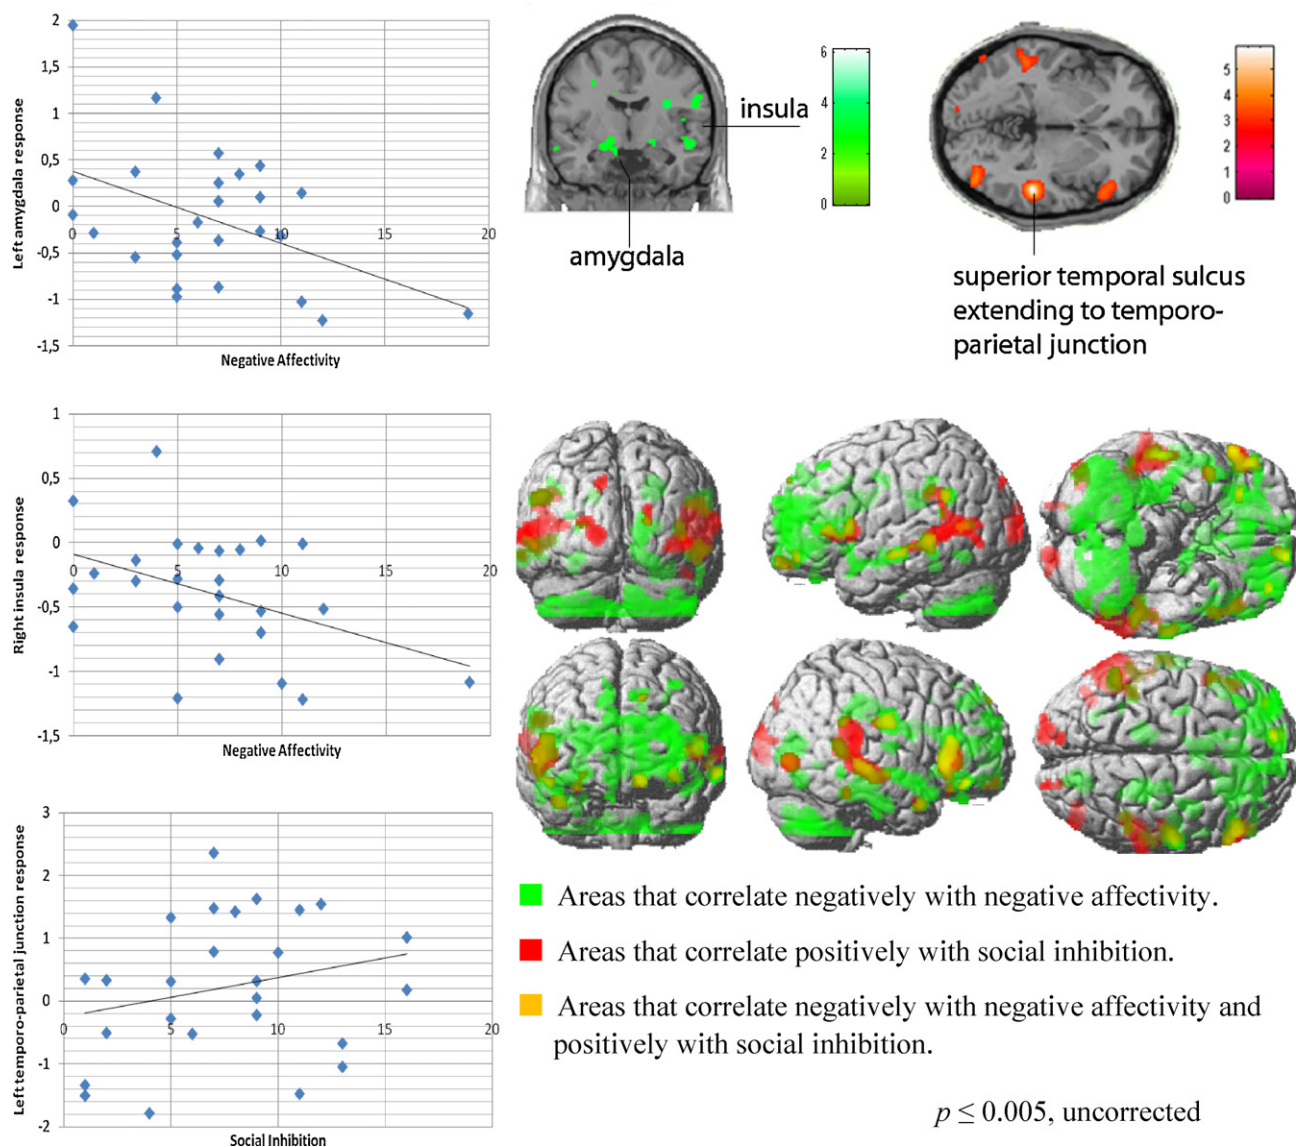 2
1,5
1
0,5
0
-0,5
-1
-1,5
0
5
10
15
20
Left amygdala response
Negative Affectivity
insula
amygdala
6
4
2
0
5
4
3
2
1
0
superior temporal sulcus
extending to temporo-
parietal junction
1
0,5
0
-0,5
-1
-1,5
0
5
10
15
20
Right insula response
Negative Affectivity
3
2
1
0
-1
-2
0
5
10
15
20
Left temporo-parietal junction response
Social Inhibition
Areas that correlate negatively with negative affectivity.
Areas that correlate positively with social inhibition.
Areas that correlate negatively with negative affectivity and
positively with social inhibition.
p ≤ 0.005, uncorrected